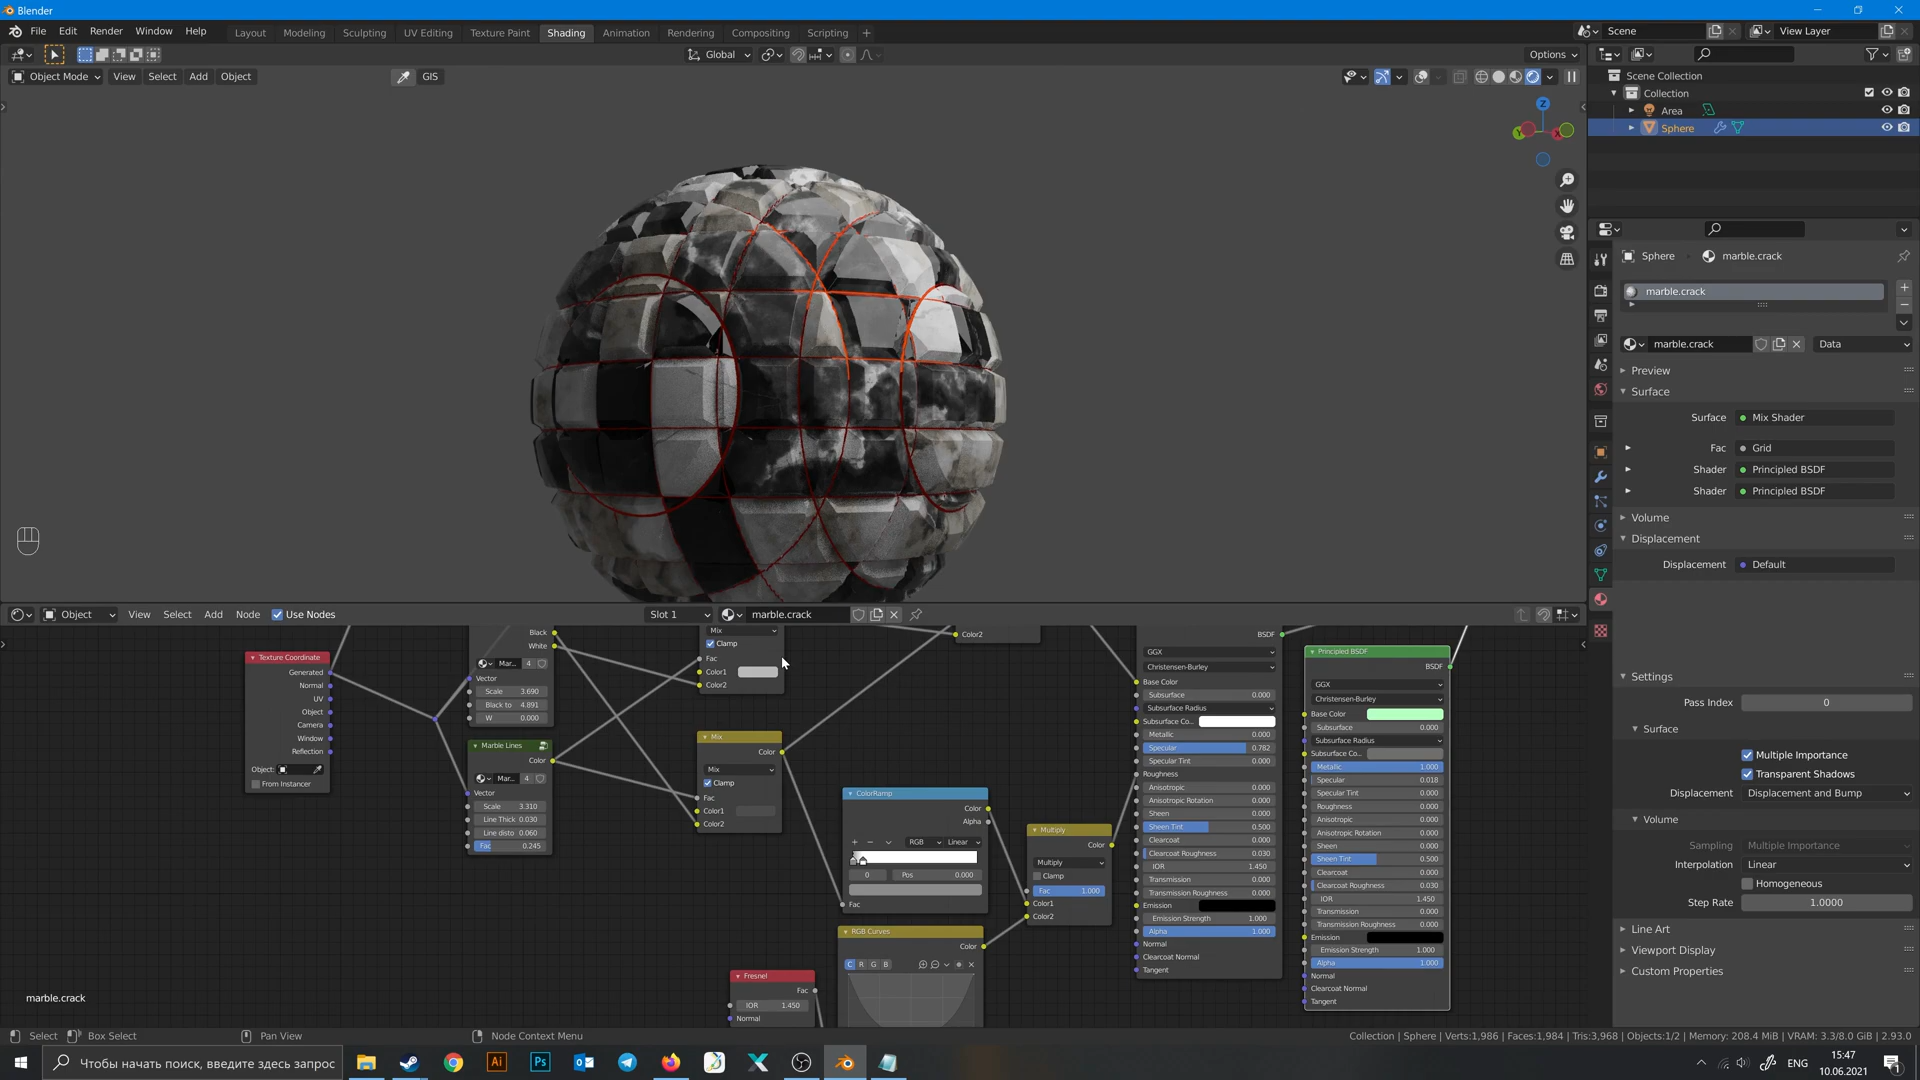 Blender
File Edit Render Window Help
Layout Modeling Sculpting UV Editing Texture Paint Shading Animation Rendering Compositing Scripting +
Scene
View Layer
Global
Options
Object Mode View Select Add Object
GIS
Scene Collection
Collection
Area
Sphere
Z
Y
X
Sphere
marble.crack
marble.crack
marble.crack
Data
Preview
Surface
Surface Mix Shader
Fac Grid
Shader Principled BSDF
Shader Principled BSDF
Volume
Displacement
Displacement Default
Settings
Pass Index 0
Surface
Multiple Importance
Transparent Shadows
Displacement Displacement and Bump
Volume
Sampling Multiple Importance
Interpolation Linear
Homogeneous
Step Rate 1.0000
Line Art
Viewport Display
Custom Properties
Object View Select Add Node Use Nodes
Slot 1
marble.crack
Texture Coordinate
Generated
Normal
UV
Object
Camera
Window
Reflection
Object:
From Instancer
Black
White
Mar... 4
Vector
Scale 3.690
Black to 4.891
W 0.000
Marble Lines
Color
Mar... 4
Vector
Scale 3.310
Line Thick 0.030
Line disto 0.060
Fac 0.245
Mix
Clamp
Fac
Color1
Color2
Mix
Color
Mix
Clamp
Fac
Color1
Color2
Color2
ColorRamp
Color
Alpha
+ − RGB Linear
0 Pos 0.000
Fac
RGB Curves
Color
C R G B
Fresnel
Fac
IOR 1.450
Normal
Multiply
Color
Multiply
Clamp
Fac 1.000
Color1
Color2
BSDF
GGX
Christensen-Burley
Base Color
Subsurface 0.000
Subsurface Radius
Subsurface Co...
Metallic 0.000
Specular 0.782
Specular Tint 0.000
Roughness
Anisotropic 0.000
Anisotropic Rotation 0.000
Sheen 0.000
Sheen Tint 0.500
Clearcoat 0.000
Clearcoat Roughness 0.030
IOR 1.450
Transmission 0.000
Transmission Roughness 0.000
Emission
Emission Strength 1.000
Alpha 1.000
Normal
Clearcoat Normal
Tangent
Principled BSDF
BSDF
GGX
Christensen-Burley
Base Color
Subsurface 0.000
Subsurface Radius
Subsurface Co...
Metallic 1.000
Specular 0.018
Specular Tint 0.000
Roughness 0.000
Anisotropic 0.000
Anisotropic Rotation 0.000
Sheen 0.000
Sheen Tint 0.500
Clearcoat 0.000
Clearcoat Roughness 0.030
IOR 1.450
Transmission 0.000
Transmission Roughness 0.000
Emission
Emission Strength 1.000
Alpha 1.000
Normal
Clearcoat Normal
Tangent
marble.crack
Select Box Select Pan View Node Context Menu
Collection | Sphere | Verts:1,986 | Faces:1,984 | Tris:3,968 | Objects:1/2 | Memory: 208.4 MiB | VRAM: 3.3/8.0 GiB | 2.93.0
Чтобы начать поиск, введите здесь запрос
Ai
Ps
ENG
15:47
10.06.2021
1